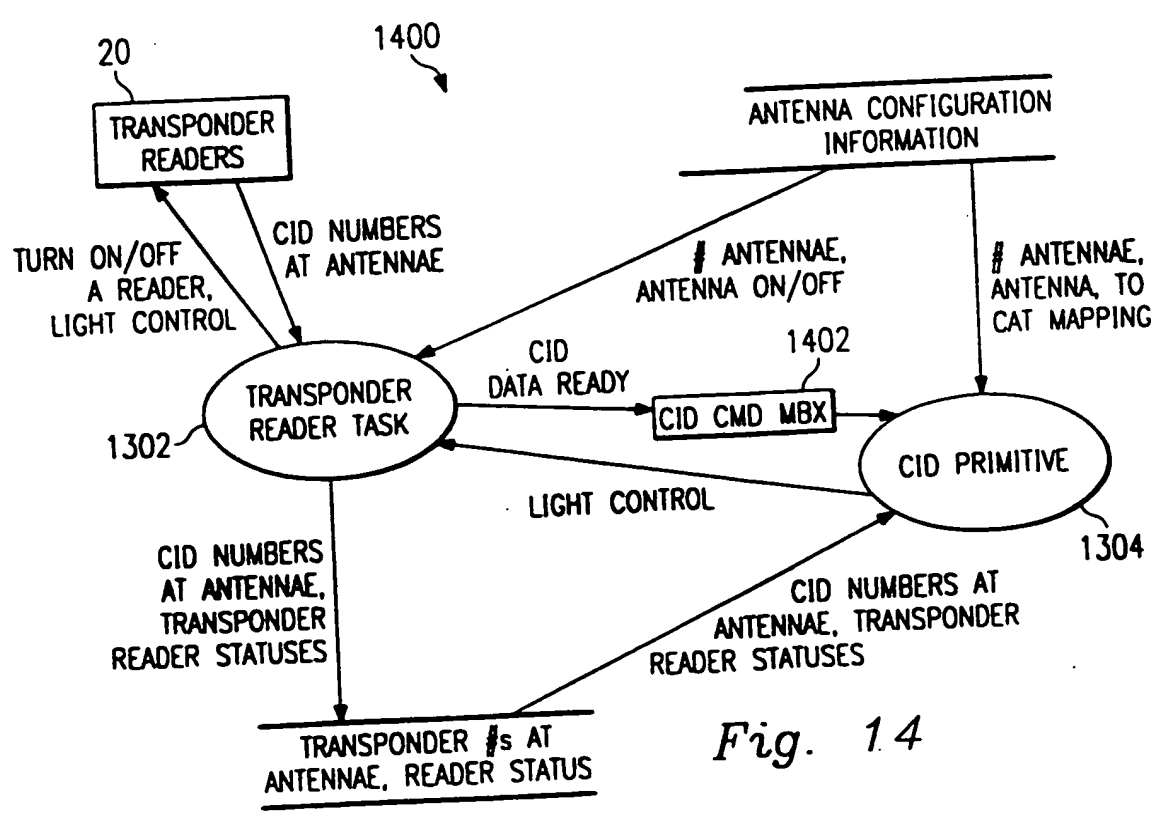 20
1400
TRANSPONDER
READERS
ANTENNA CONFIGURATION
INFORMATION
TURN ON/OFF
A READER,
LIGHT CONTROL
CID NUMBERS
AT ANTENNAE
# ANTENNAE,
ANTENNA ON/OFF
# ANTENNAE,
ANTENNA, TO
CAT MAPPING
TRANSPONDER
READER TASK
1302
CID
DATA READY
1402
CID CMD MBX
CID PRIMITIVE
1304
LIGHT CONTROL
CID NUMBERS
AT ANTENNAE,
TRANSPONDER
READER STATUSES
CID NUMBERS AT
ANTENNAE, TRANSPONDER
READER STATUSES
TRANSPONDER #s AT
ANTENNAE, READER STATUS
Fig. 14